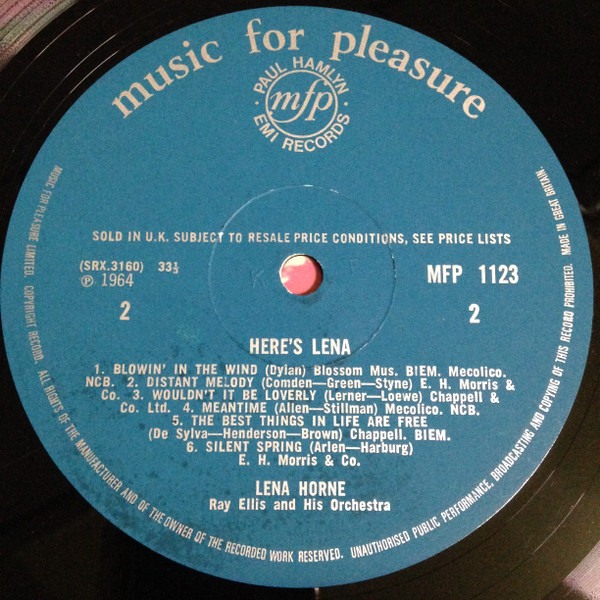 music for pleasure
PAUL HAMLYN
mfp
EMI RECORDS
SOLD IN U.K. SUBJECT TO RESALE PRICE CONDITIONS, SEE PRICE LISTS
(SRX.3160) 33⅓ MFP 1123
Ⓟ 1964
2 2
HERE'S LENA
1. BLOWIN' IN THE WIND (Dylan) Blossom Mus. BIEM. Mecolico.
NCB. 2. DISTANT MELODY (Comden—Green—Styne) E. H. Morris &
Co. 3. WOULDN'T IT BE LOVERLY (Lerner—Loewe) Chappell &
Co. Ltd. 4. MEANTIME (Allen—Stillman) Mecolico. NCB.
5. THE BEST THINGS IN LIFE ARE FREE
(De Sylva—Henderson—Brown) Chappell. BIEM.
6. SILENT SPRING (Arlen—Harburg)
E. H. Morris & Co.
LENA HORNE
Ray Ellis and His Orchestra
MUSIC FOR PLEASURE LIMITED. COPYRIGHT RECORD. ALL RIGHTS OF THE MANUFACTURER AND OF THE OWNER OF THE RECORDED WORK RESERVED. UNAUTHORISED PUBLIC PERFORMANCE, BROADCASTING AND COPYING OF THIS RECORD PROHIBITED. MADE IN GREAT BRITAIN.